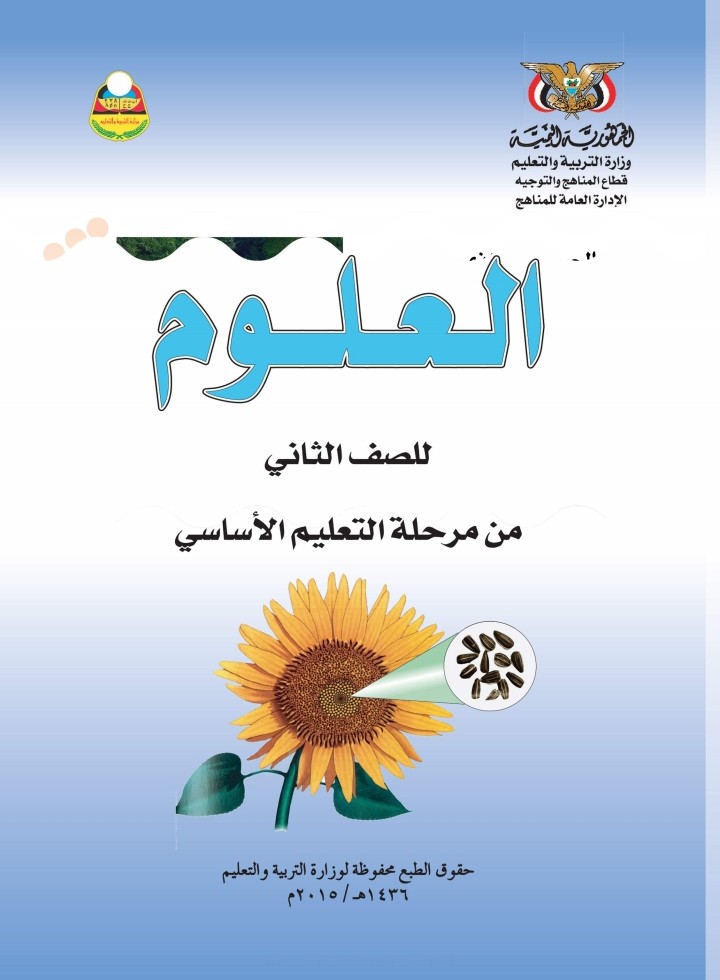 الجمهورية اليمنية
وزارة التربية والتعليم
قطاع المناهج والتوجيه
الإدارة العامة للمناهج
العلوم
للصف الثاني
من مرحلة التعليم الأساسي
حقوق الطبع محفوظة لوزارة التربية والتعليم
١٤٣٦هـ / ٢٠١٥م